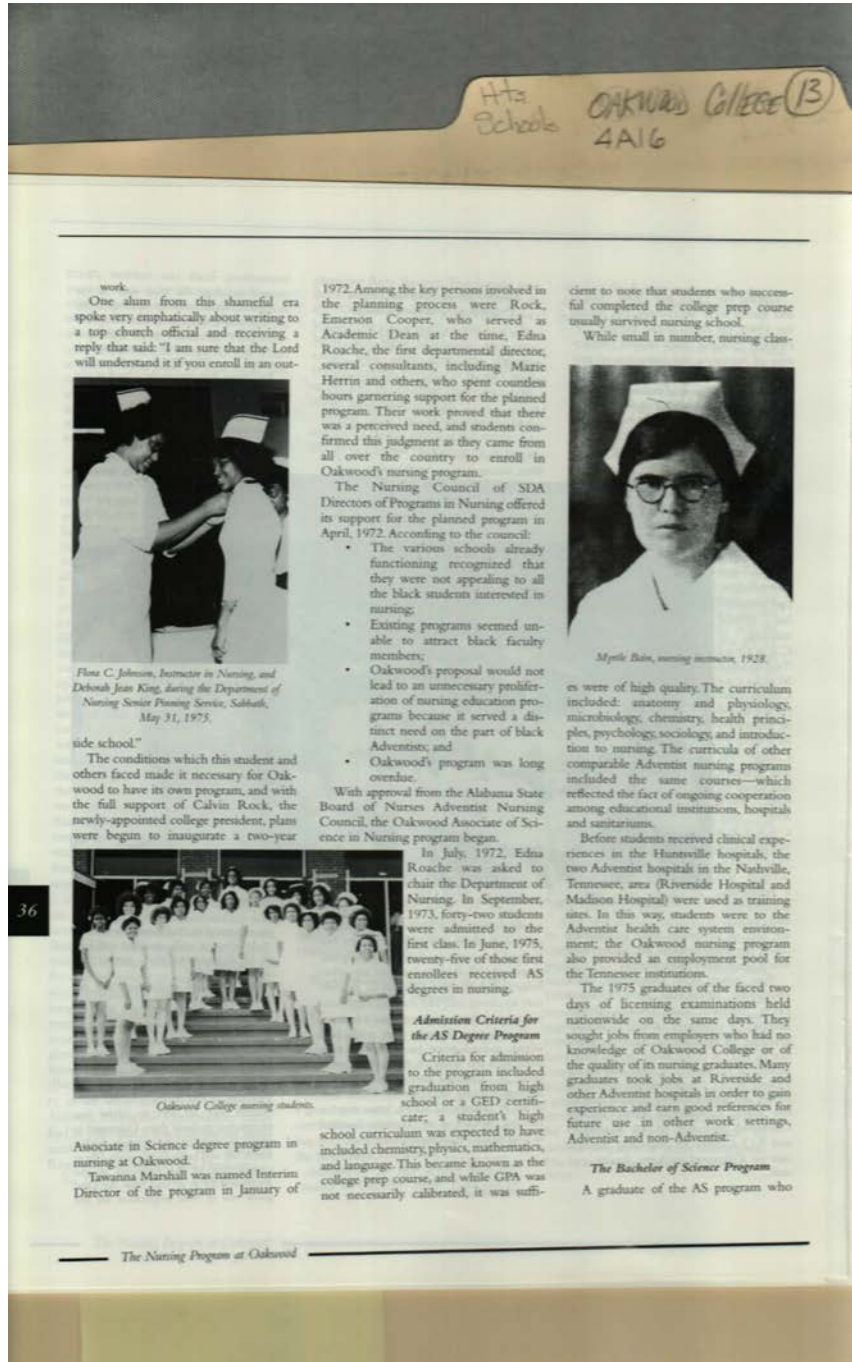 Hts
Schools
OAKWOOD COllEGE 13
4A16
work.
One alum from this shameful era
spoke very emphatically about writing to
a top church official and receiving a
reply that said: "I am sure that the Lord
will understand it if you enroll in an out-
Flora C. Johnson, Instructor in Nursing, and
Deborah Jean King, during the Department of
Nursing Senior Pinning Service, Sabbath,
May 31, 1975.
side school."
The conditions which this student and
others faced made it necessary for Oak-
wood to have its own program, and with
the full support of Calvin Rock, the
newly-appointed college president, plans
were begun to inaugurate a two-year
Oakwood College nursing students.
Associate in Science degree program in
nursing at Oakwood.
Tawanna Marshall was named Interim
Director of the program in January of
1972. Among the key persons involved in
the planning process were Rock,
Emerson Cooper, who served as
Academic Dean at the time, Edna
Roache, the first departmental director,
several consultants, including Marie
Herrin and others, who spent countless
hours garnering support for the planned
program. Their work proved that there
was a perceived need, and students con-
firmed this judgment as they came from
all over the country to enroll in
Oakwood's nursing program.
The Nursing Council of SDA
Directors of Programs in Nursing offered
its support for the planned program in
April, 1972. According to the council:
• The various schools already
functioning recognized that
they were not appealing to all
the black students interested in
nursing;
• Existing programs seemed un-
able to attract black faculty
members;
• Oakwood's proposal would not
lead to an unnecessary prolifer-
ation of nursing education pro-
grams because it served a dis-
tinct need on the part of black
Adventists; and
• Oakwood's program was long
overdue.
With approval from the Alabama State
Board of Nurses Adventist Nursing
Council, the Oakwood Associate of Sci-
ence in Nursing program began.
In July, 1972, Edna
Roache was asked to
chair the Department of
Nursing. In September,
1973, forty-two students
were admitted to the
first class. In June, 1975,
twenty-five of those first
enrollees received AS
degrees in nursing.
Admission Criteria for
the AS Degree Program
Criteria for admission
to the program included
graduation from high
school or a GED certifi-
cate; a student's high
school curriculum was expected to have
included chemistry, physics, mathematics,
and language. This became known as the
college prep course, and while GPA was
not necessarily calibrated, it was suffi-
cient to note that students who success-
ful completed the college prep course
usually survived nursing school.
While small in number, nursing class-
Myrtle Bain, nursing instructor, 1928.
es were of high quality. The curriculum
included: anatomy and physiology,
microbiology, chemistry, health princi-
ples, psychology, sociology, and introduc-
tion to nursing. The curricula of other
comparable Adventist nursing programs
included the same courses—which
reflected the fact of ongoing cooperation
among educational institutions, hospitals
and sanitariums.
Before students received clinical expe-
riences in the Huntsville hospitals, the
two Adventist hospitals in the Nashville,
Tennessee, area (Riverside Hospital and
Madison Hospital) were used as training
sites. In this way, students were to the
Adventist health care system environ-
ment; the Oakwood nursing program
also provided an employment pool for
the Tennessee institutions.
The 1975 graduates of the faced two
days of licensing examinations held
nationwide on the same days. They
sought jobs from employers who had no
knowledge of Oakwood College or of
the quality of its nursing graduates. Many
graduates took jobs at Riverside and
other Adventist hospitals in order to gain
experience and earn good references for
future use in other work settings,
Adventist and non-Adventist.
The Bachelor of Science Program
A graduate of the AS program who
36
The Nursing Program at Oakwood